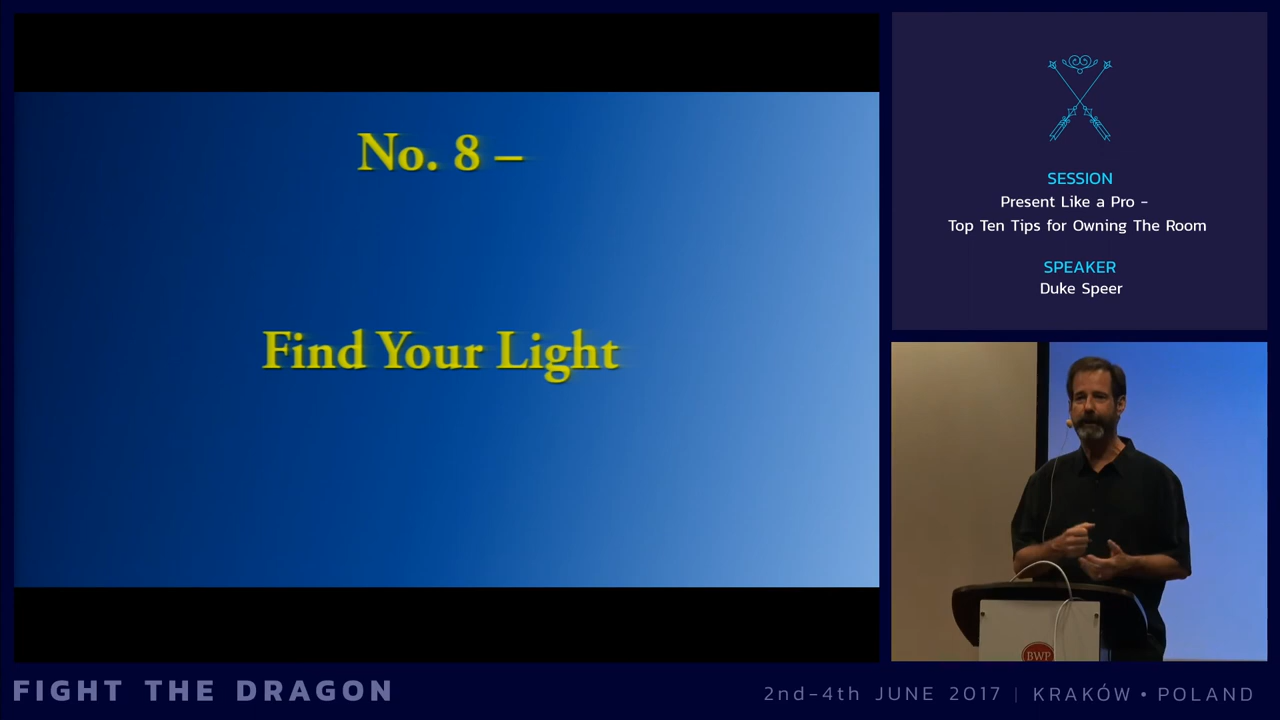 No. 8 –
Find Your Light
SESSION
Present Like a Pro -
Top Ten Tips for Owning The Room
SPEAKER
Duke Speer
BWP
FIGHT THE DRAGON
2nd-4th JUNE 2017 | KRAKÓW • POLAND